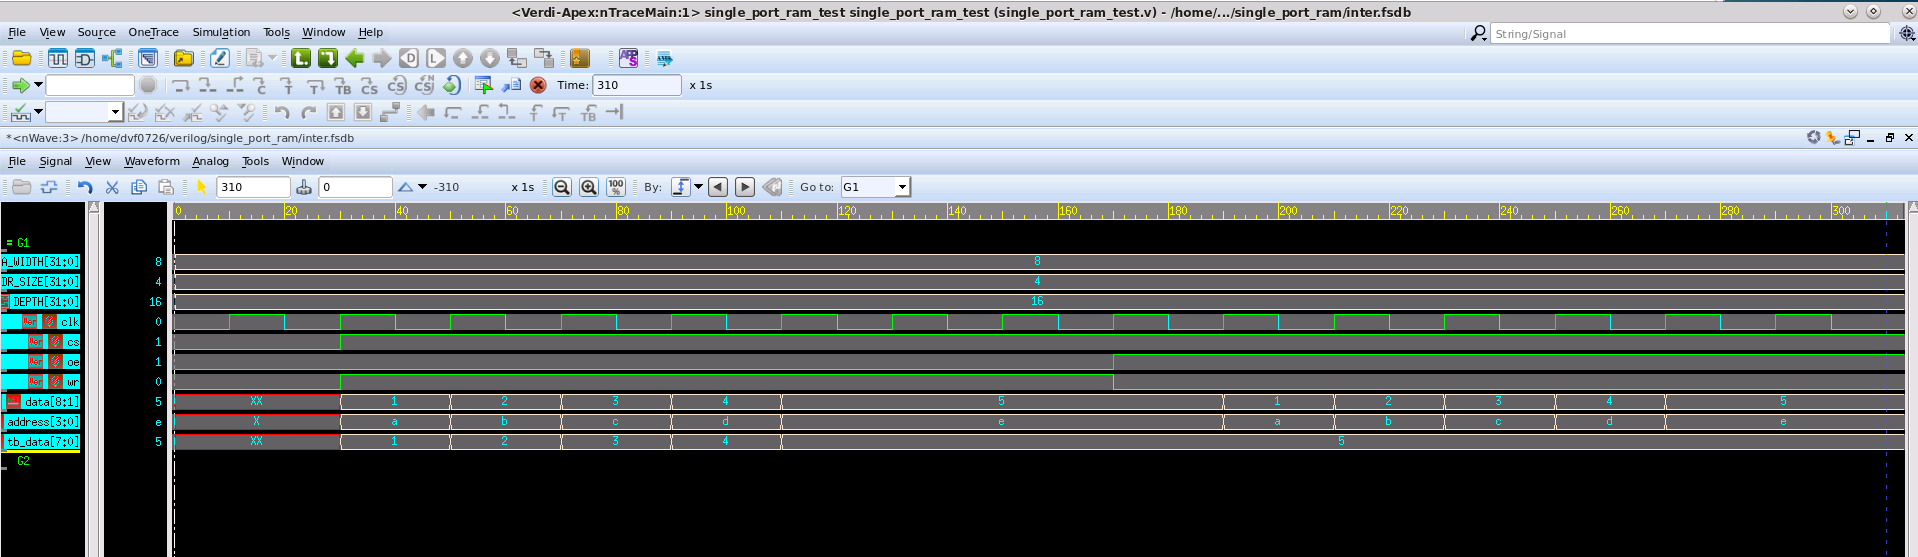 <Verdi-Apex:nTraceMain:1> single_port_ram_test single_port_ram_test (single_port_ram_test.v) - /home/.../single_port_ram/inter.fsdb
File View Source OneTrace Simulation Tools Window Help
String/Signal
Time: 310 x 1s
*<nWave:3> /home/dvf0726/verilog/single_port_ram/inter.fsdb
File Signal View Waveform Analog Tools Window
310 0 -310 x 1s 100% By: Go to: G1
0 20 40 60 80 100 120 140 160 180 200 220 240 260 280 300
= G1
A_WIDTH[31:0] 8 8
DR_SIZE[31:0] 4 4
DEPTH[31:0] 16 16
clk 0
cs 1
oe 1
wr 0
data[8:1] 5 XX 1 2 3 4 5 1 2 3 4 5
address[3:0] e X a b c d e a b c d e
tb_data[7:0] 5 XX 1 2 3 4 5
G2